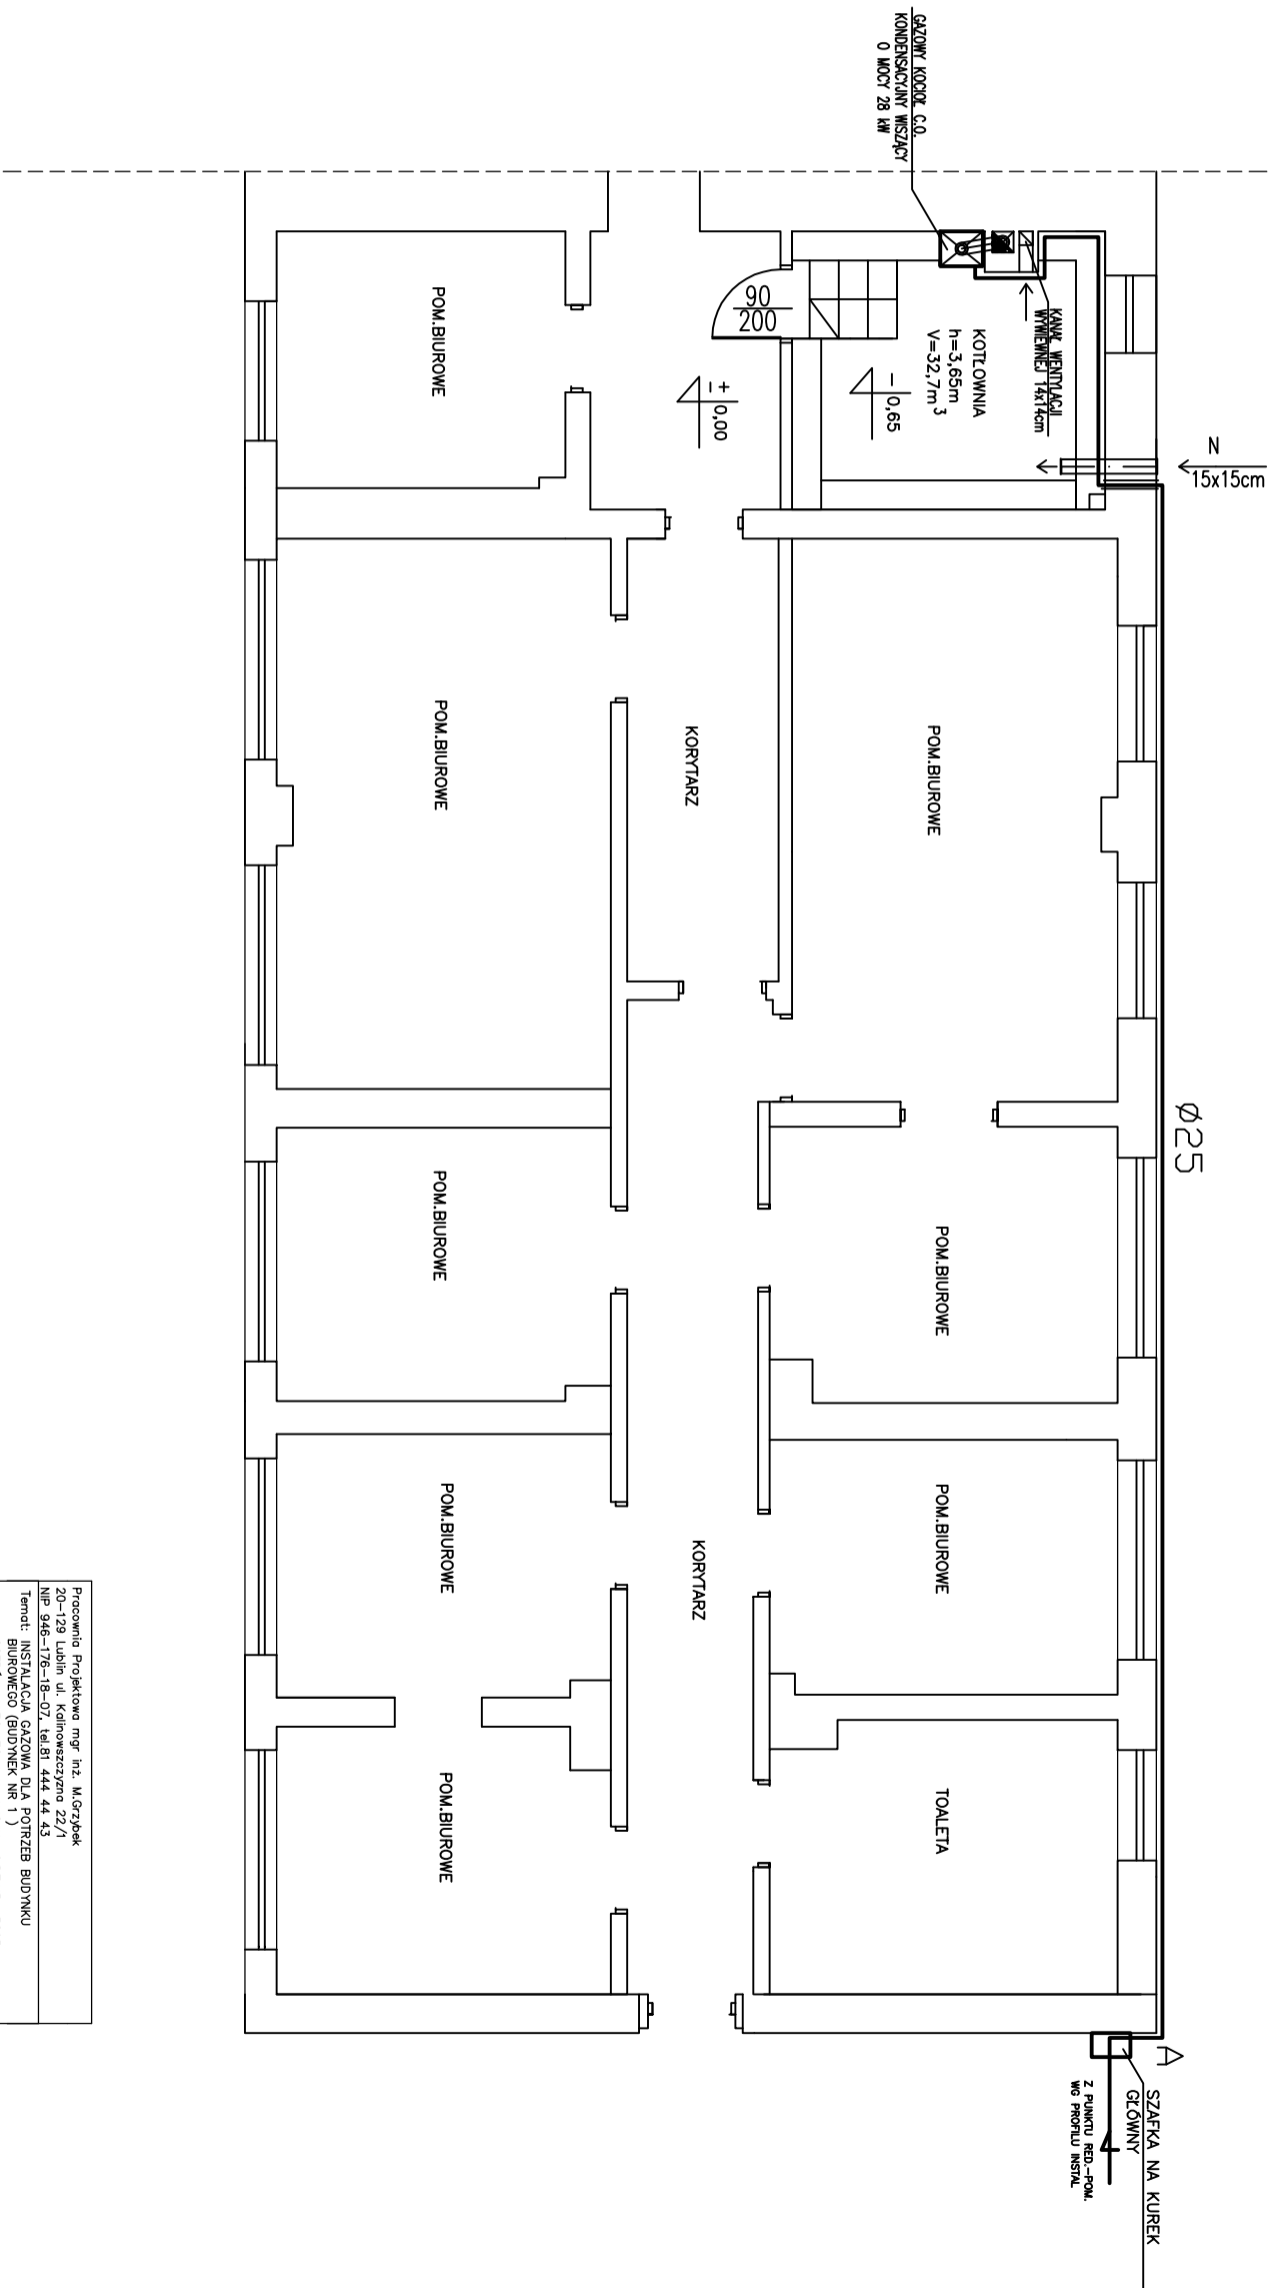 GAZOWY KOCIOŁ C.O.
KONDENSACYJNY WISZĄCY
O MOCY 28 kW
KANAŁ WENTYLACJI
WYWIEWNEJ 14x14cm
N
15x15cm
90
200
KOTŁOWNIA
h=3,65m
V=32,7m3
- 0,65
+ 0,00
-
POM.BIUROWE
POM.BIUROWE
KORYTARZ
POM.BIUROWE
Ø25
POM.BIUROWE
POM.BIUROWE
POM.BIUROWE
KORYTARZ
POM.BIUROWE
POM.BIUROWE
TOALETA
A
SZAFKA NA KUREK
GŁÓWNY
Z PUNKTU RED.-POM.
WG PROFILU INSTAL
Pracownia Projektowa mgr inż. M.Grzybek
20-129 Lublin ul. Kalinowszczyzna 22/1
NIP 946-176-18-07, tel.81 444 44 43
Temat: INSTALACJA GAZOWA DLA POTRZEB BUDYNKU
BIUROWEGO (BUDYNEK NR 1 )